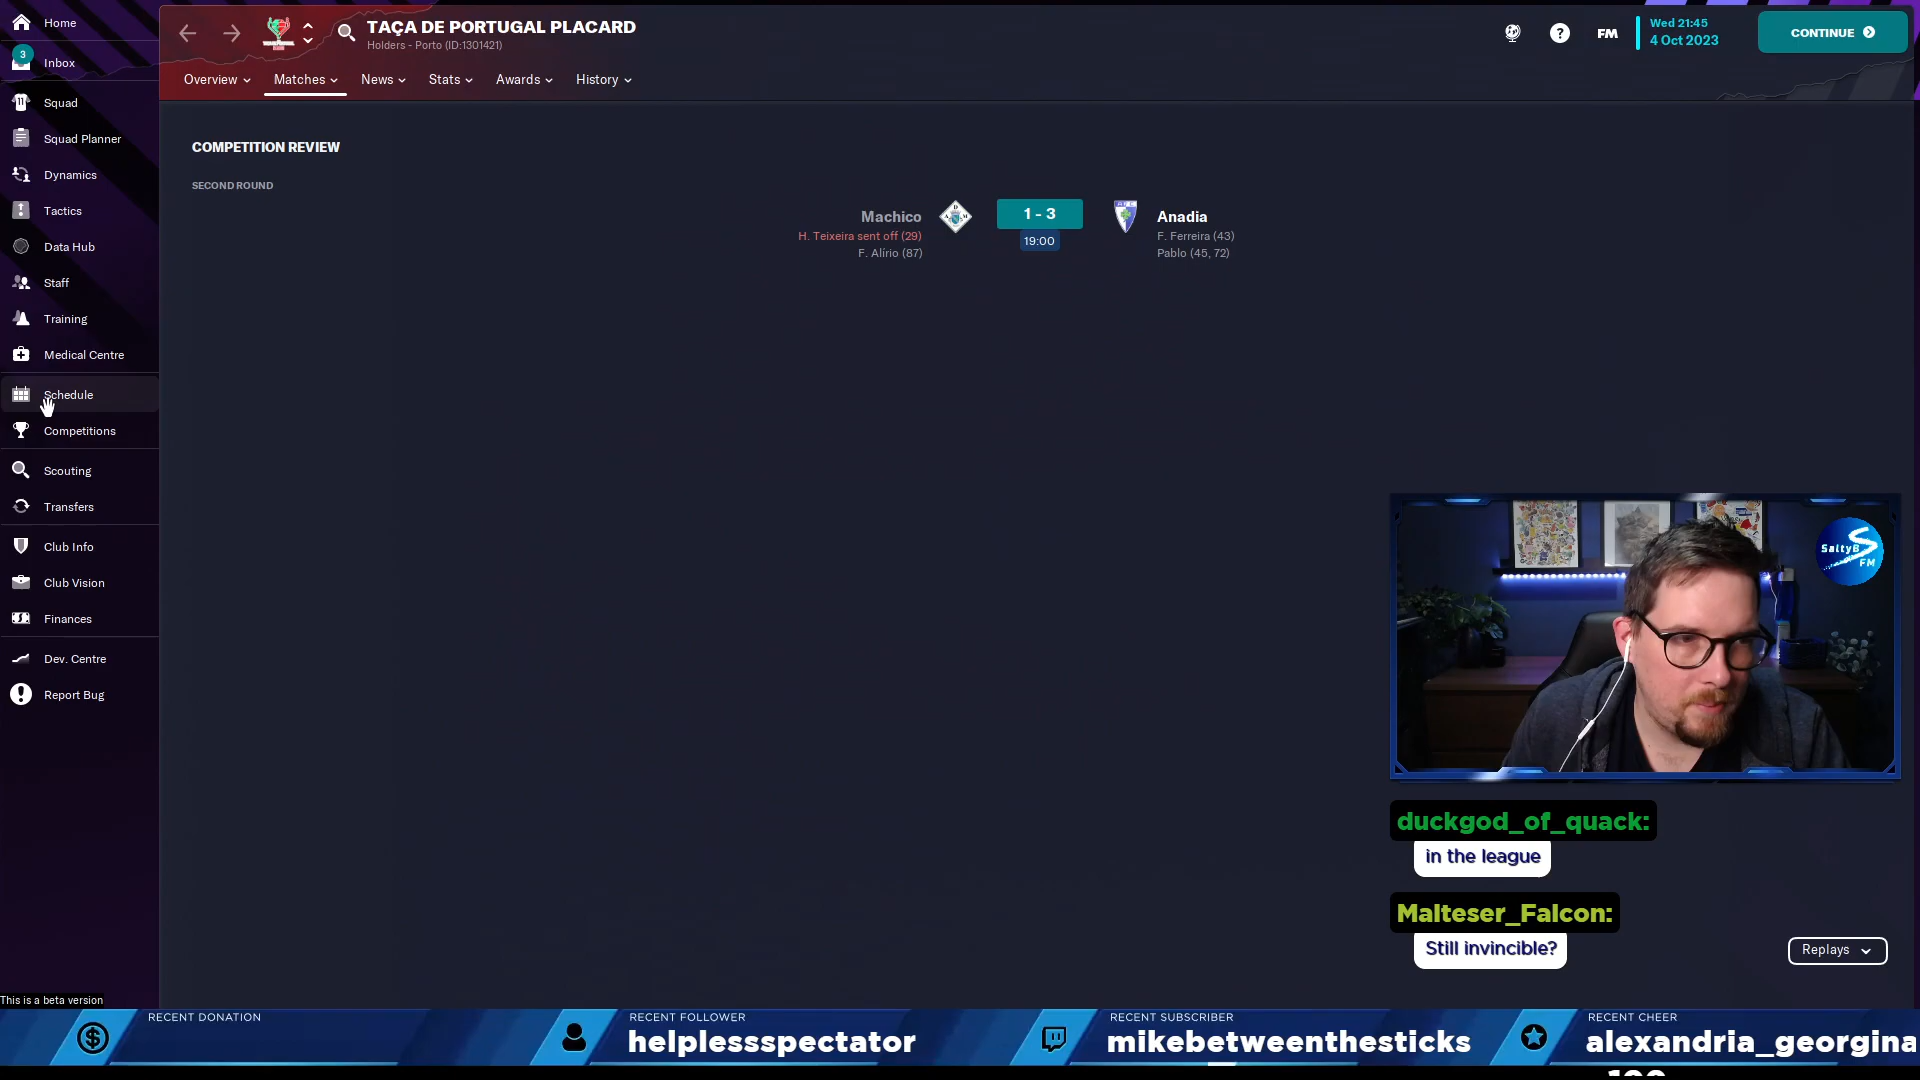 Home
3
Inbox
Squad
Squad Planner
Dynamics
Tactics
Data Hub
Staff
Training
Medical Centre
Schedule
Competitions
Scouting
Transfers
Club Info
Club Vision
Finances
Dev. Centre
Report Bug
This is a beta version
TAÇA DE PORTUGAL PLACARD
Holders - Porto (ID:1301421)
FM
Wed 21:45
4 Oct 2023
CONTINUE
Overview
Matches
News
Stats
Awards
History
COMPETITION REVIEW
SECOND ROUND
Machico
1 - 3
Anadia
H. Teixeira sent off (29)
19:00
F. Ferreira (43)
F. Alírio (87)
Pablo (45, 72)
SaltyB
S
FM
duckgod_of_quack:
in the league
Malteser_Falcon:
Still invincible?
Replays
RECENT DONATION
RECENT FOLLOWER
helplessspectator
RECENT SUBSCRIBER
mikebetweenthesticks
RECENT CHEER
alexandria_georgina